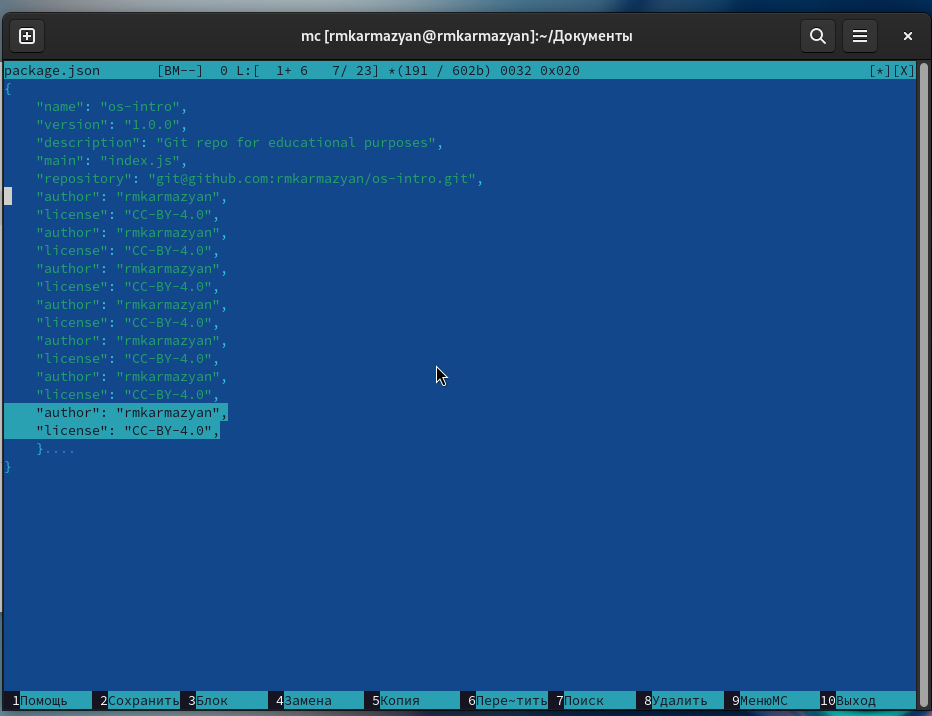 mc [rmkarmazyan@rmkarmazyan]:~/Документы
package.json [BM--] 0 L:[ 1+ 6 7/ 23] *(191 / 602b) 0032 0x020 [*][X]
{
"name": "os-intro",
"version": "1.0.0",
"description": "Git repo for educational purposes",
"main": "index.js",
"repository": "git@github.com:rmkarmazyan/os-intro.git",
"author": "rmkarmazyan",
"license": "CC-BY-4.0",
"author": "rmkarmazyan",
"license": "CC-BY-4.0",
"author": "rmkarmazyan",
"license": "CC-BY-4.0",
"author": "rmkarmazyan",
"license": "CC-BY-4.0",
"author": "rmkarmazyan",
"license": "CC-BY-4.0",
"author": "rmkarmazyan",
"license": "CC-BY-4.0",
"author": "rmkarmazyan",
"license": "CC-BY-4.0",
}....
}
1Помощь 2Сохранить 3Блок 4Замена 5Копия 6Пере~тить 7Поиск 8Удалить 9МенюМС 10Выход